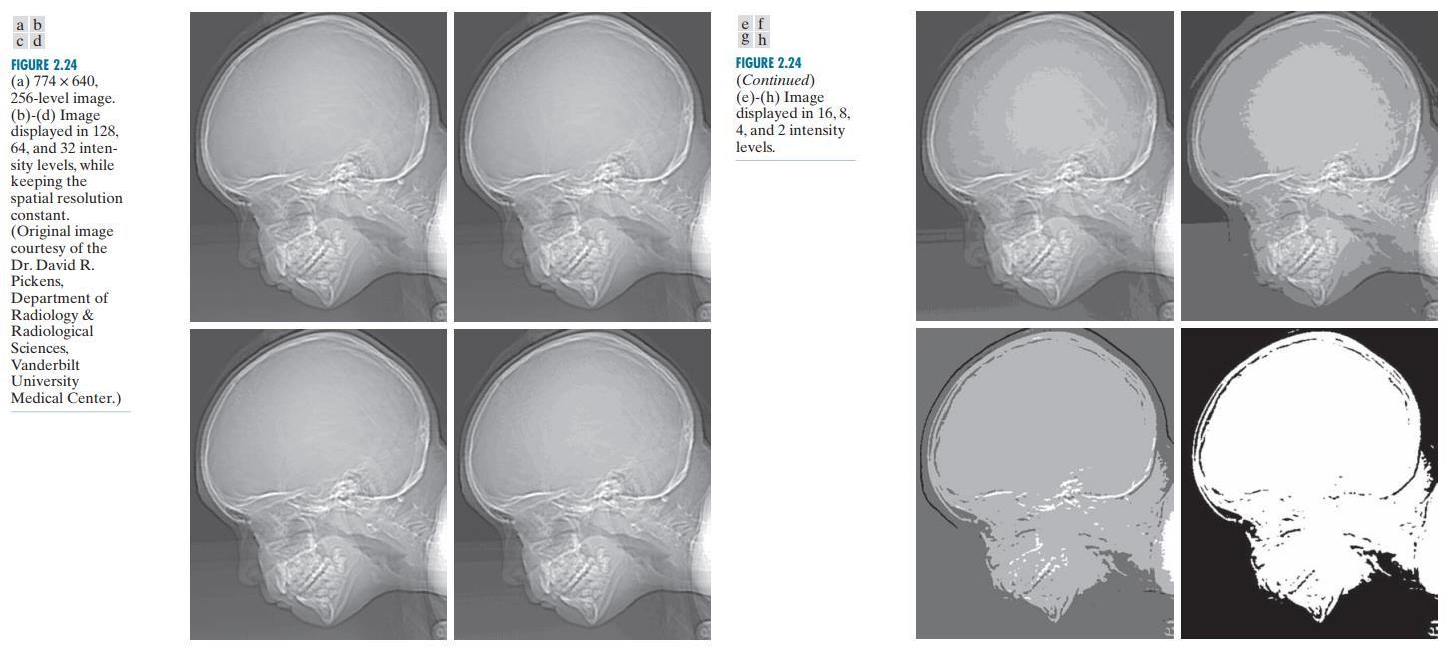 a b
c d
FIGURE 2.24
(a) 774 × 640,
256-level image.
(b)-(d) Image
displayed in 128,
64, and 32 inten-
sity levels, while
keeping the
spatial resolution
constant.
(Original image
courtesy of the
Dr. David R.
Pickens,
Department of
Radiology &
Radiological
Sciences,
Vanderbilt
University
Medical Center.)
e f
g h
FIGURE 2.24
(Continued)
(e)-(h) Image
displayed in 16, 8,
4, and 2 intensity
levels.